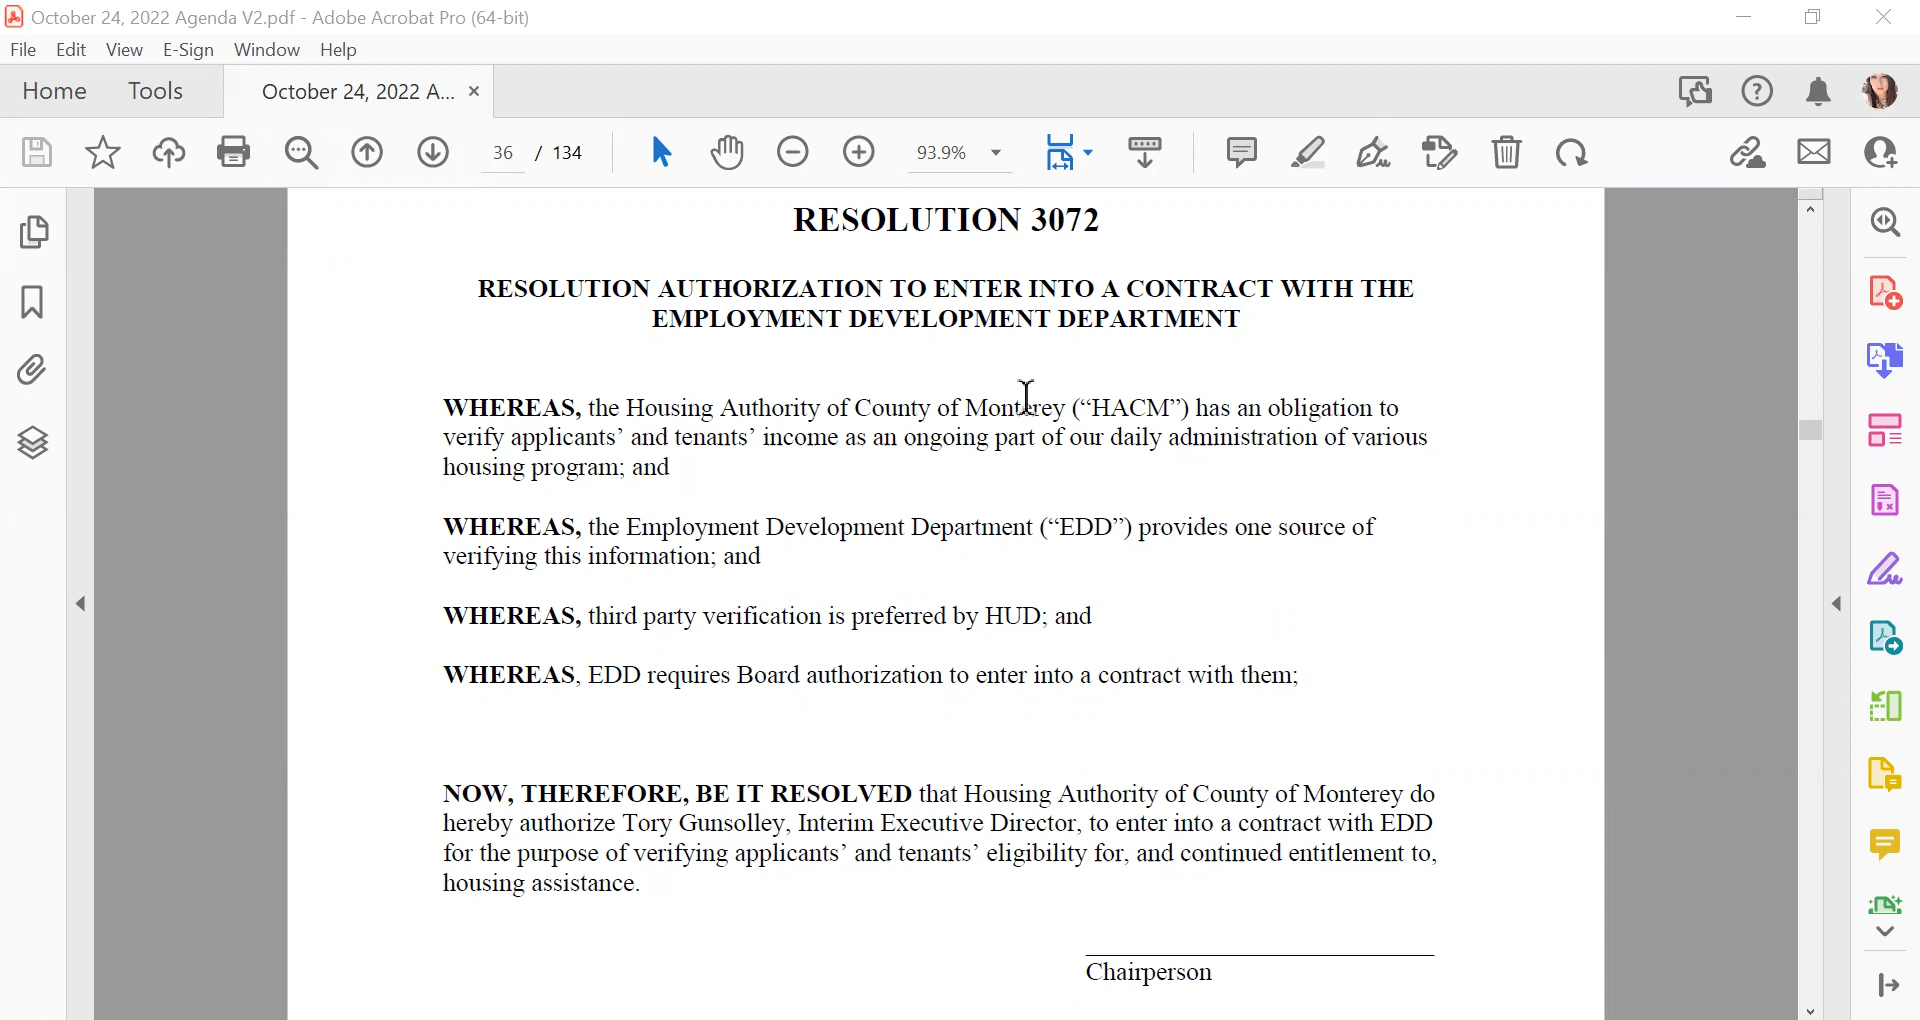 October 24, 2022 Agenda V2.pdf - Adobe Acrobat Pro (64-bit)
File Edit View E-Sign Window Help
Home Tools October 24, 2022 A... ×
36 / 134 93.9%
RESOLUTION 3072
RESOLUTION AUTHORIZATION TO ENTER INTO A CONTRACT WITH THE
EMPLOYMENT DEVELOPMENT DEPARTMENT
WHEREAS, the Housing Authority of County of Monterey (“HACM”) has an obligation to
verify applicants’ and tenants’ income as an ongoing part of our daily administration of various
housing program; and
WHEREAS, the Employment Development Department (“EDD”) provides one source of
verifying this information; and
WHEREAS, third party verification is preferred by HUD; and
WHEREAS, EDD requires Board authorization to enter into a contract with them;
NOW, THEREFORE, BE IT RESOLVED that Housing Authority of County of Monterey do
hereby authorize Tory Gunsolley, Interim Executive Director, to enter into a contract with EDD
for the purpose of verifying applicants’ and tenants’ eligibility for, and continued entitlement to,
housing assistance.
Chairperson